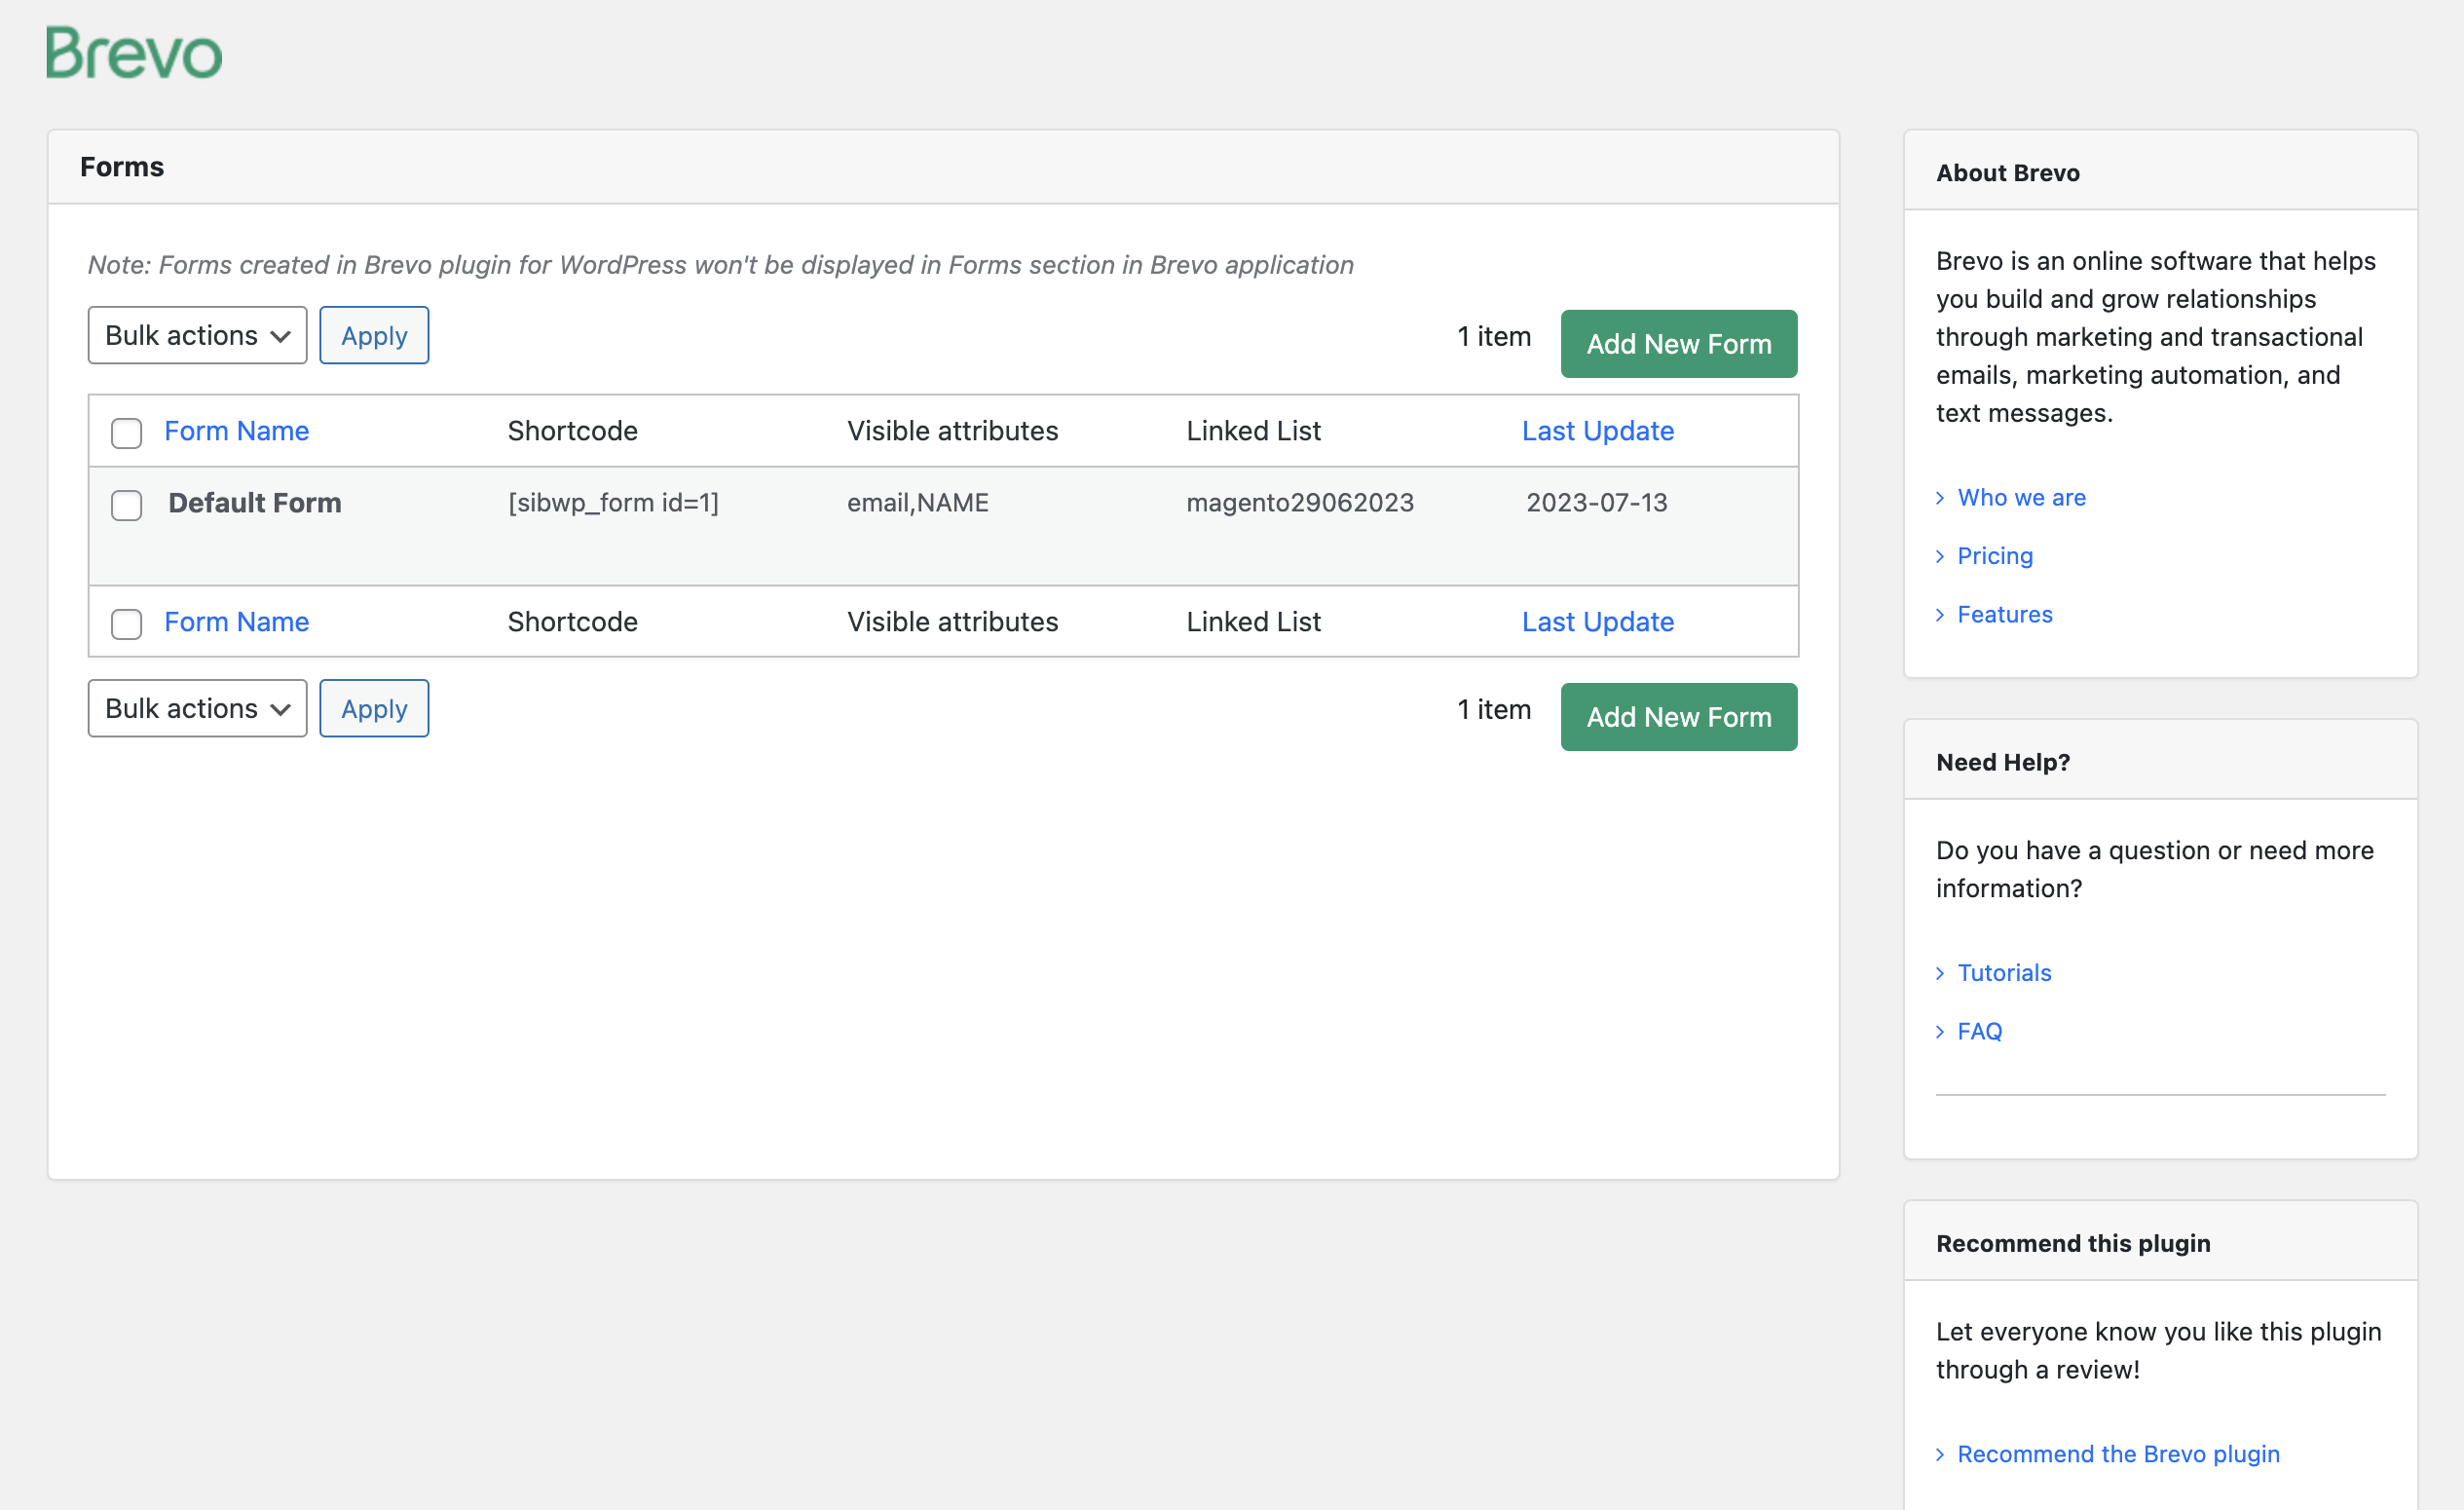 Brevo
Forms
Note: Forms created in Brevo plugin for WordPress won't be displayed in Forms section in Brevo application
Bulk actions Apply 1 item Add New Form
Form Name Shortcode Visible attributes Linked List Last Update
Default Form [sibwp_form id=1] email,NAME magento29062023 2023-07-13
Form Name Shortcode Visible attributes Linked List Last Update
Bulk actions Apply 1 item Add New Form
About Brevo
Brevo is an online software that helps
you build and grow relationships
through marketing and transactional
emails, marketing automation, and
text messages.
Who we are
Pricing
Features
Need Help?
Do you have a question or need more
information?
Tutorials
FAQ
Recommend this plugin
Let everyone know you like this plugin
through a review!
Recommend the Brevo plugin